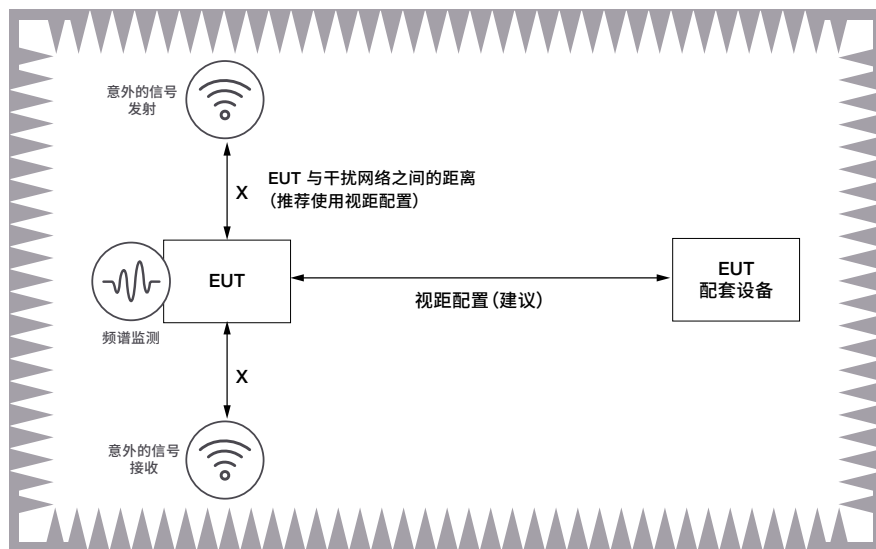 意外的信号
发射
X
EUT 与干扰网络之间的距离
（推荐使用视距配置）
EUT
频谱监测
视距配置（建议）
EUT
配套设备
X
意外的信号
接收